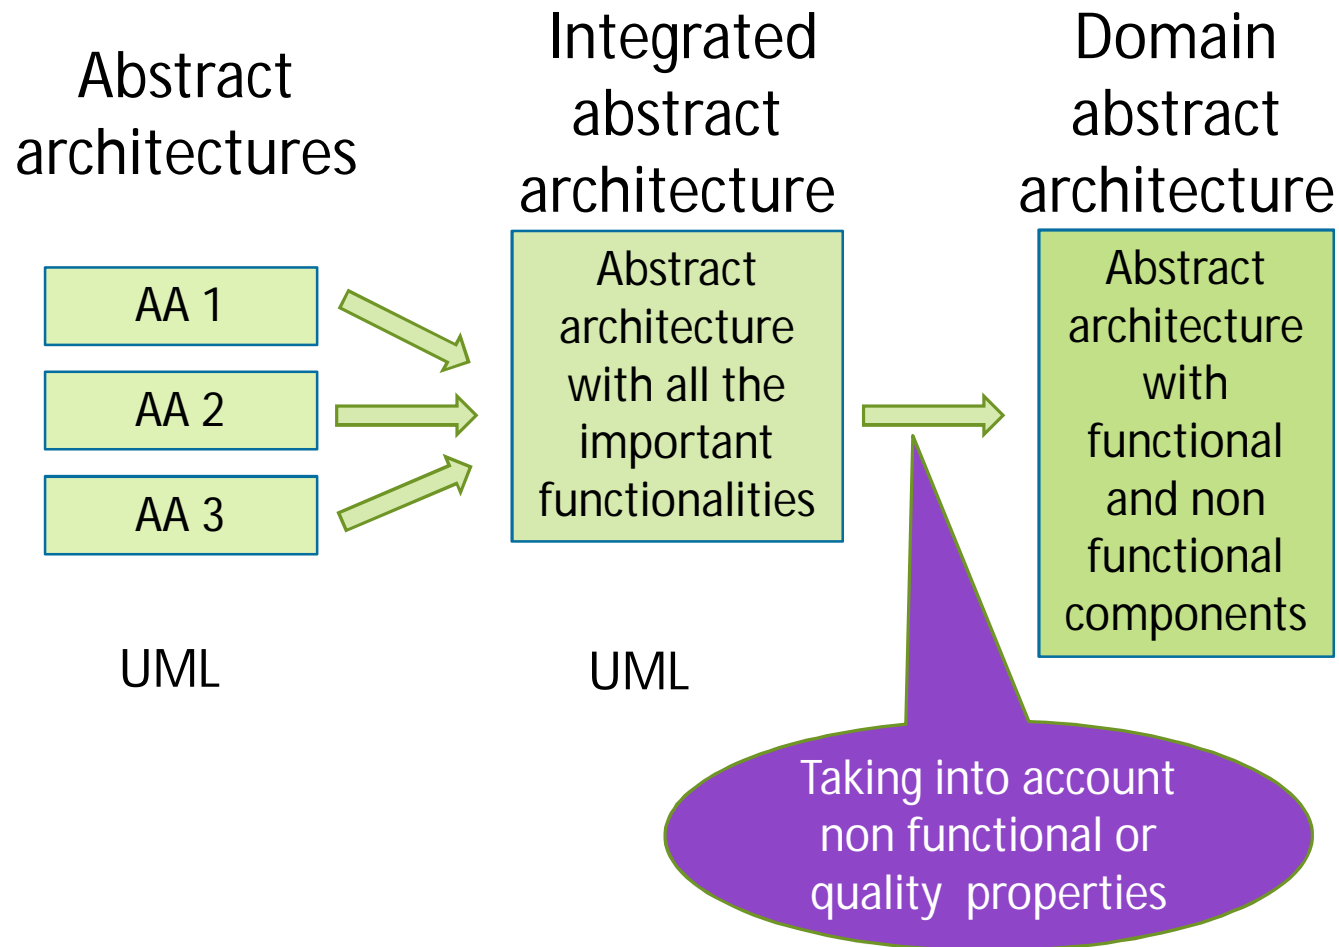 Abstract
architectures
Integrated
abstract
architecture
Domain
abstract
architecture
AA 1
AA 2
AA 3
Abstract
architecture
with all the
important
functionalities
Abstract
architecture
with
functional
and non
functional
components
UML
UML
Taking into account
non functional or
quality properties